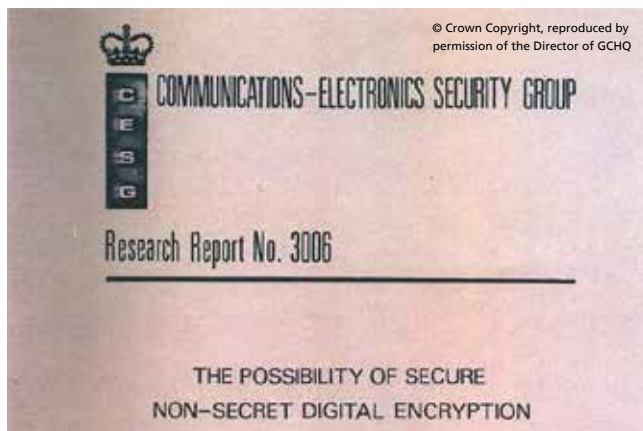 © Crown Copyright, reproduced by
permission of the Director of GCHQ
C
E
S
G
COMMUNICATIONS-ELECTRONICS SECURITY GROUP
Research Report No. 3006
THE POSSIBILITY OF SECURE
NON-SECRET DIGITAL ENCRYPTION